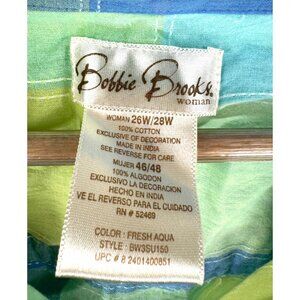 Bobbie Brooks
woman
WOMAN 26W/28W
100% COTTON
EXCLUSIVE OF DECORATION
MADE IN INDIA
SEE REVERSE FOR CARE
MUJER 46/48
100% ALGODON
EXCLUSIVO DE DECORACION
HECHO EN INDIA
VE EL REVERSO PARA EL CUIDADO
RN # 52469
COLOR : FRESH AQUA
STYLE : BW3SU150
UPC # 8 2401400851